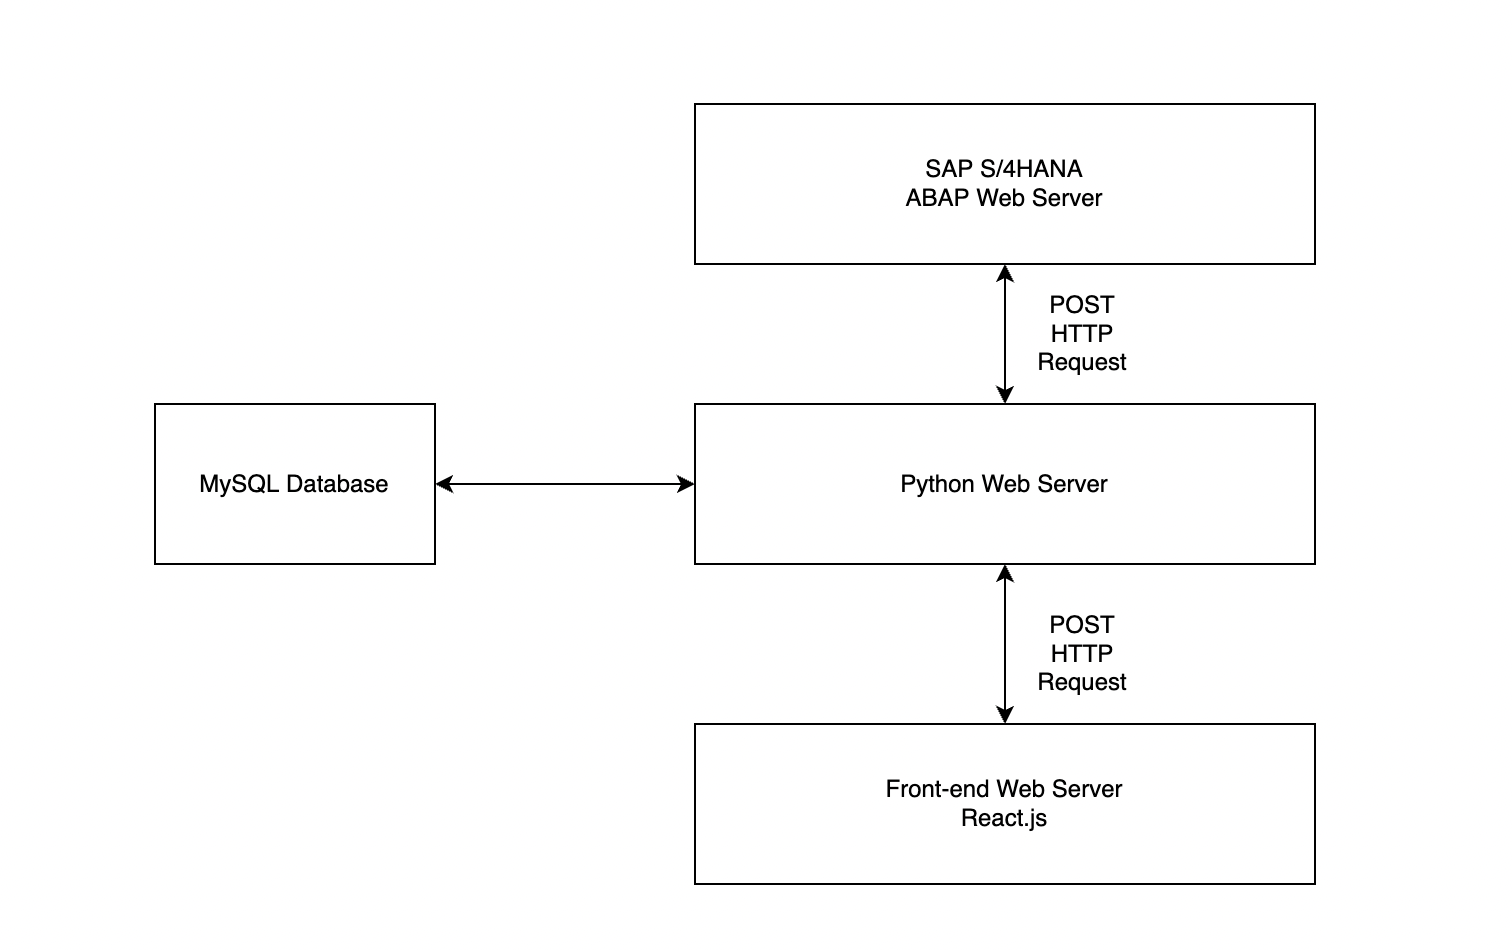 SAP S/4HANA
ABAP Web Server
POST
HTTP
Request
MySQL Database
Python Web Server
POST
HTTP
Request
Front-end Web Server
React.js